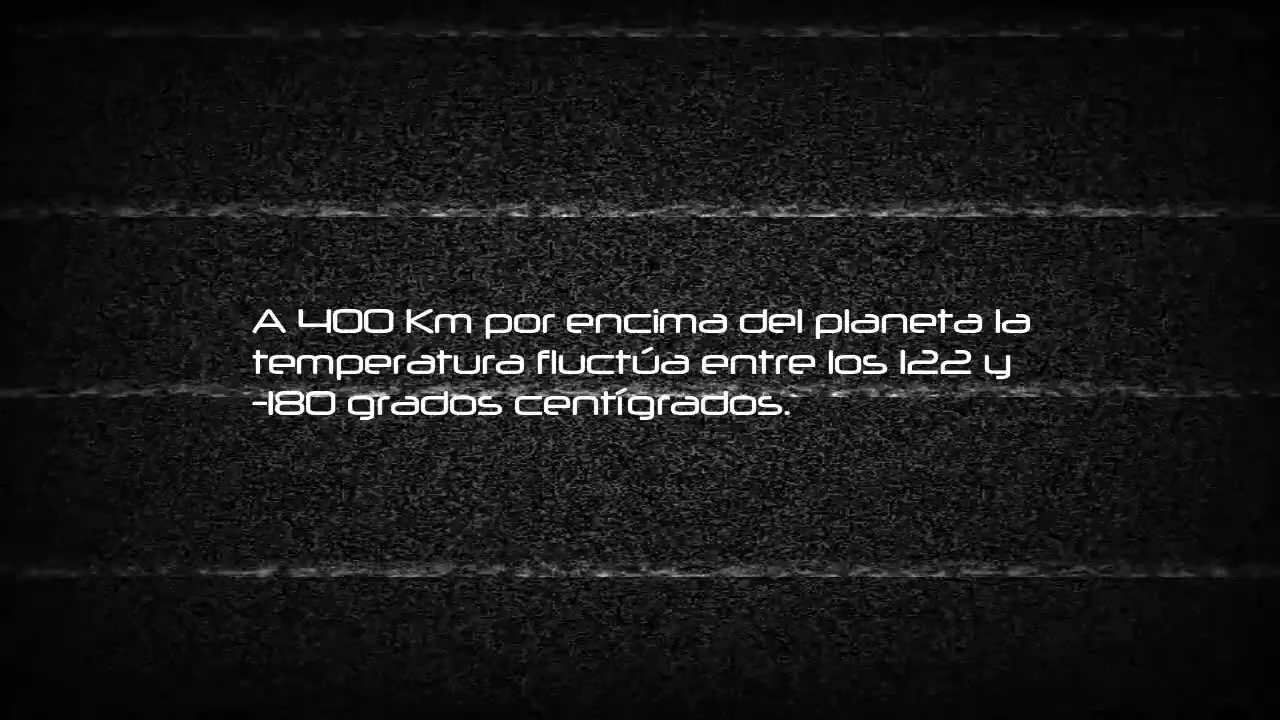 A 400 Km por encima del planeta la
temperatura fluctúa entre los 122 y
-180 grados centígrados.